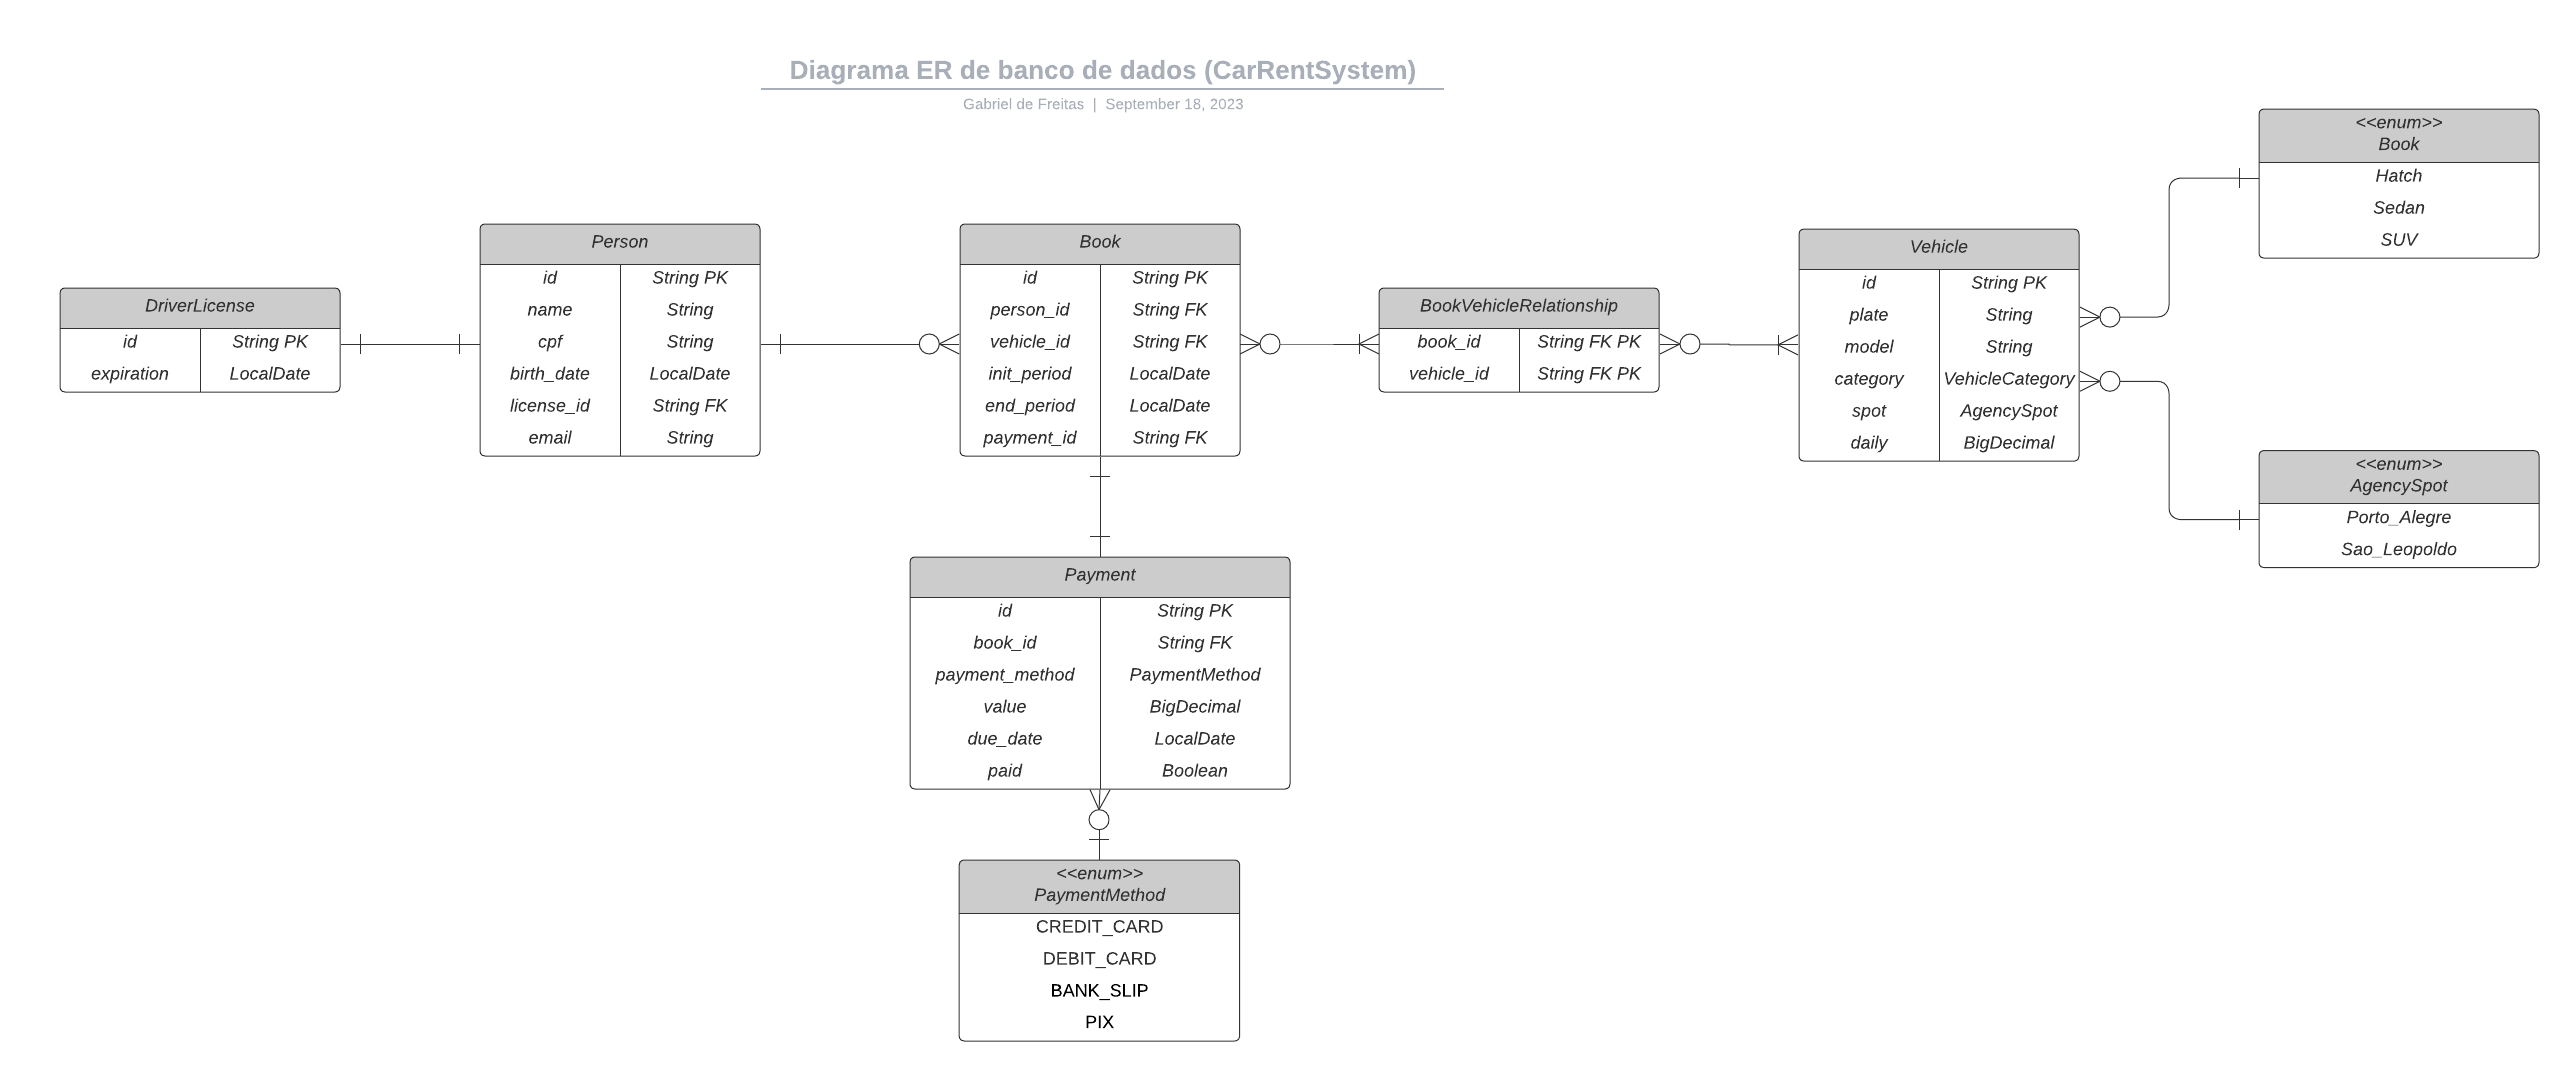 Diagrama ER de banco de dados (CarRentSystem)
Gabriel de Freitas | September 18, 2023
DriverLicense
id String PK
expiration LocalDate
Person
id String PK
name String
cpf String
birth_date LocalDate
license_id String FK
email String
Book
id String PK
person_id String FK
vehicle_id String FK
init_period LocalDate
end_period LocalDate
payment_id String FK
BookVehicleRelationship
book_id String FK PK
vehicle_id String FK PK
Vehicle
id String PK
plate String
model String
category VehicleCategory
spot AgencySpot
daily BigDecimal
<<enum>>
Book
Hatch
Sedan
SUV
<<enum>>
AgencySpot
Porto_Alegre
Sao_Leopoldo
Payment
id String PK
book_id String FK
payment_method PaymentMethod
value BigDecimal
due_date LocalDate
paid Boolean
<<enum>>
PaymentMethod
CREDIT_CARD
DEBIT_CARD
BANK_SLIP
PIX